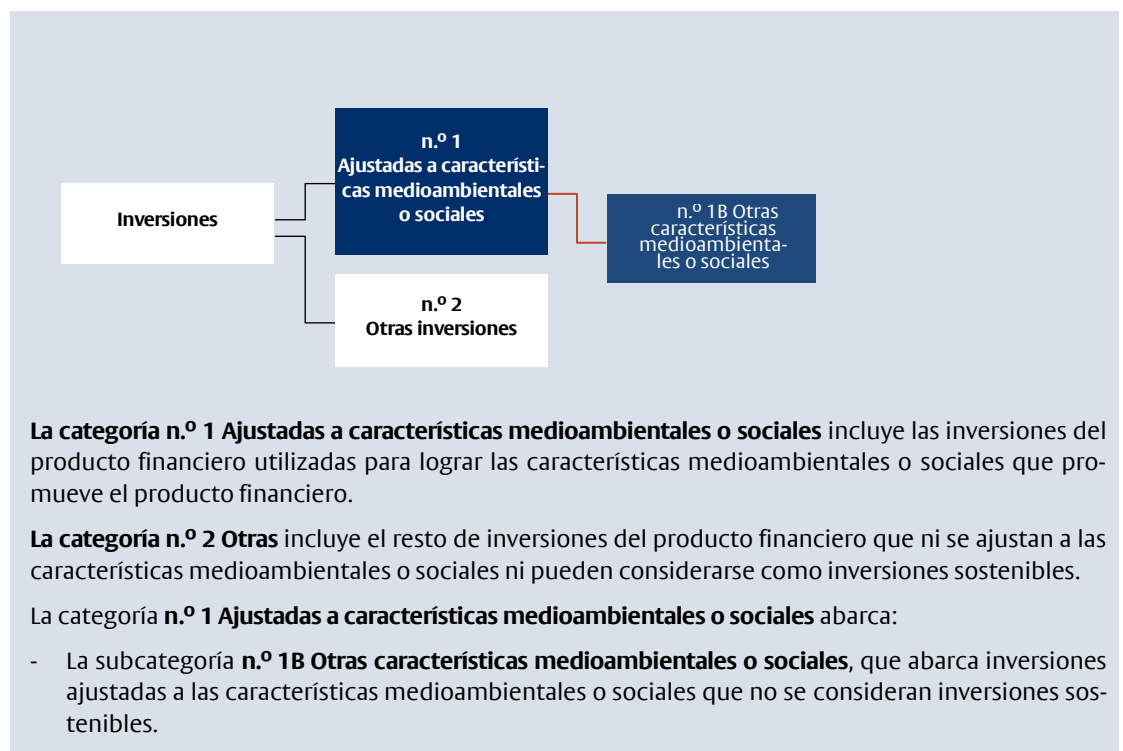 n.º 1
Ajustadas a característi-
cas medioambientales
o sociales
Inversiones
n.º 1B Otras
características
medioambienta-
les o sociales
n.º 2
Otras inversiones
La categoría n.º 1 Ajustadas a características medioambientales o sociales incluye las inversiones del
producto financiero utilizadas para lograr las características medioambientales o sociales que pro-
mueve el producto financiero.
La categoría n.º 2 Otras incluye el resto de inversiones del producto financiero que ni se ajustan a las
características medioambientales o sociales ni pueden considerarse como inversiones sostenibles.
La categoría n.º 1 Ajustadas a características medioambientales o sociales abarca:
- La subcategoría n.º 1B Otras características medioambientales o sociales, que abarca inversiones
ajustadas a las características medioambientales o sociales que no se consideran inversiones sos-
tenibles.